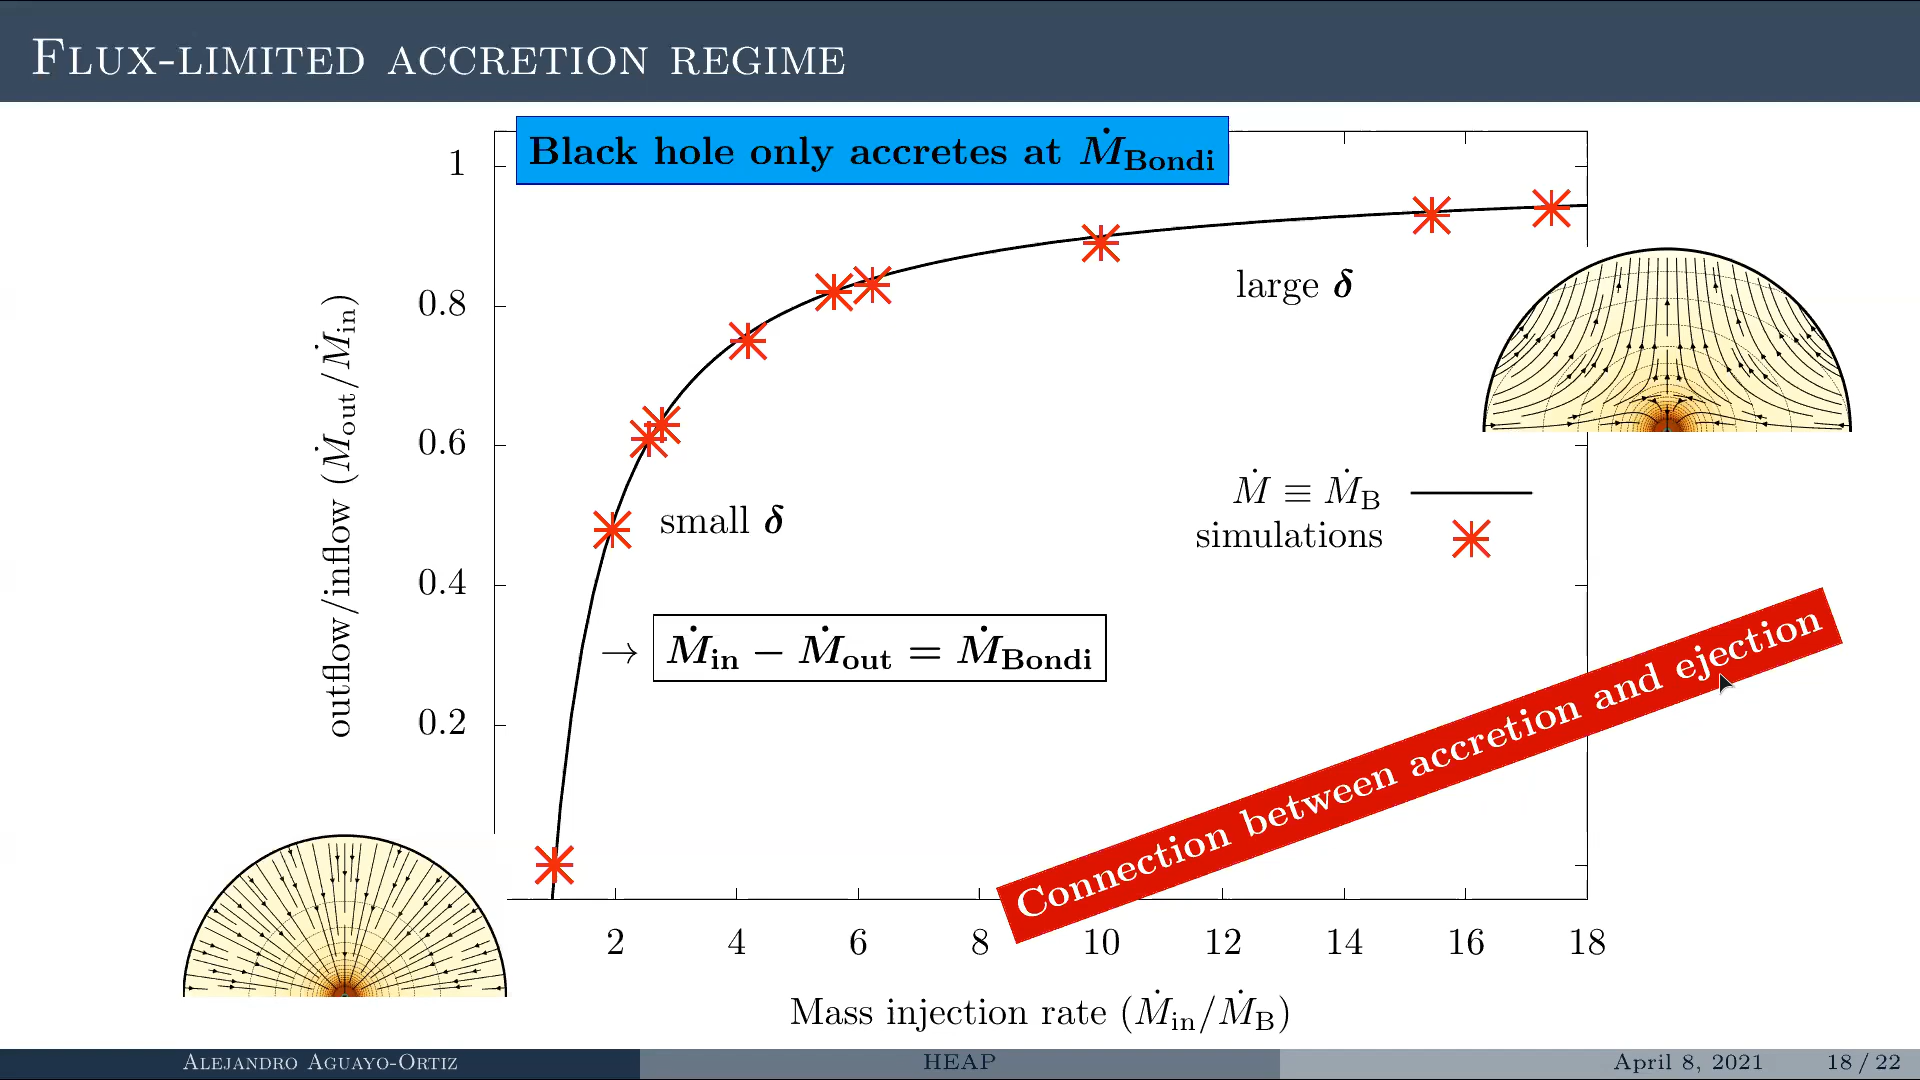 Flux-limited accretion regime
Black hole only accretes at Ṁ_Bondi
1
0.8
0.6
0.4
0.2
outflow/inflow (Ṁ_out/Ṁ_in)
large δ
small δ
Ṁ ≡ Ṁ_B
simulations
→ Ṁ_in − Ṁ_out = Ṁ_Bondi
Connection between accretion and ejection
2 4 6 8 10 12 14 16 18
Mass injection rate (Ṁ_in/Ṁ_B)
Alejandro Aguayo-Ortiz HEAP April 8, 2021 18 / 22